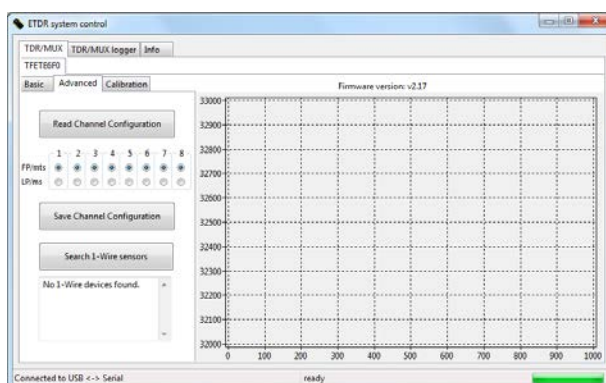 ETDR system control
TDR/MUX TDR/MUX logger Info
TFET86F0
Basic Advanced Calibration
Firmware version: v2.17
Read Channel Configuration
1 2 3 4 5 6 7 8
FP/mts
LP/ms
Save Channel Configuration
Search 1-Wire sensors
No 1-Wire devices found.
33000
32900
32800
32700
32600
32500
32400
32300
32200
32100
32000
0 100 200 300 400 500 600 700 800 900 1000
Connected to USB <-> Serial ready